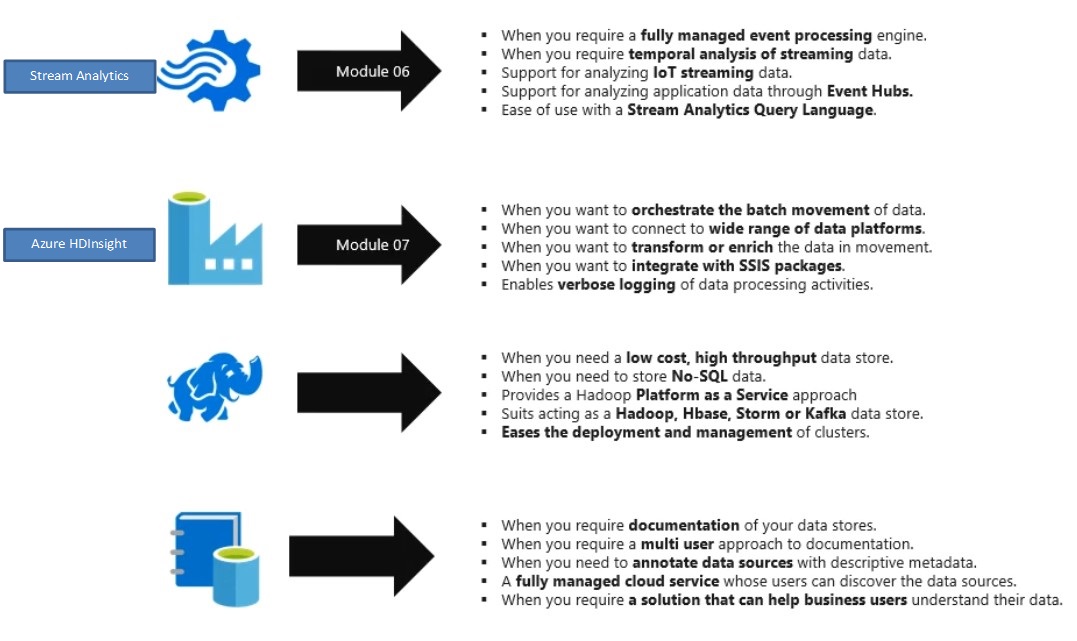 Stream Analytics
Module 06
▪ When you require a fully managed event processing engine.
▪ When you require temporal analysis of streaming data.
▪ Support for analyzing IoT streaming data.
▪ Support for analyzing application data through Event Hubs.
▪ Ease of use with a Stream Analytics Query Language.
Azure HDInsight
Module 07
▪ When you want to orchestrate the batch movement of data.
▪ When you want to connect to wide range of data platforms.
▪ When you want to transform or enrich the data in movement.
▪ When you want to integrate with SSIS packages.
▪ Enables verbose logging of data processing activities.
▪ When you need a low cost, high throughput data store.
▪ When you need to store No-SQL data.
▪ Provides a Hadoop Platform as a Service approach
▪ Suits acting as a Hadoop, Hbase, Storm or Kafka data store.
▪ Eases the deployment and management of clusters.
▪ When you require documentation of your data stores.
▪ When you require a multi user approach to documentation.
▪ When you need to annotate data sources with descriptive metadata.
▪ A fully managed cloud service whose users can discover the data sources.
▪ When you require a solution that can help business users understand their data.